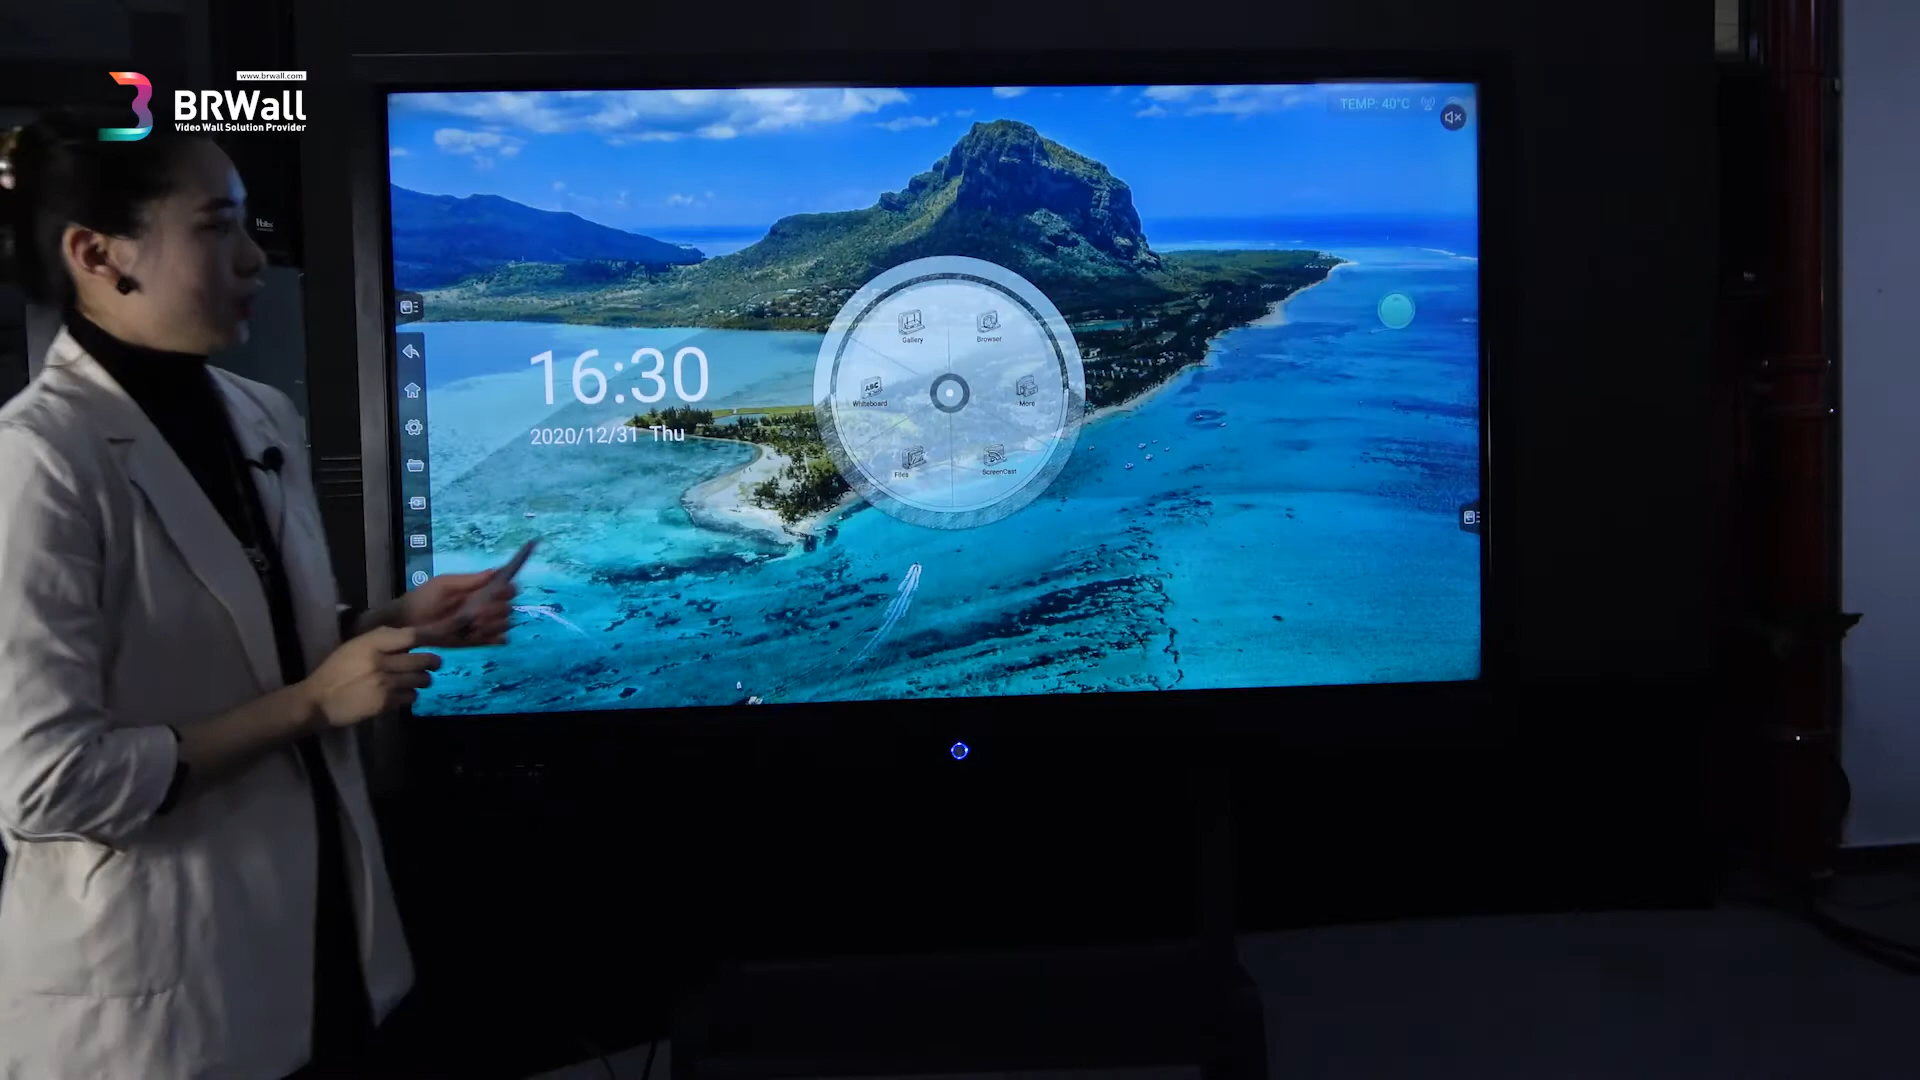 www.brwall.com
BRWall
Video Wall Solution Provider
TEMP: 40°C
16:30
2020/12/31 Thu
Gallery
Browser
ABC
Whiteboard
More
Files
ScreenCast